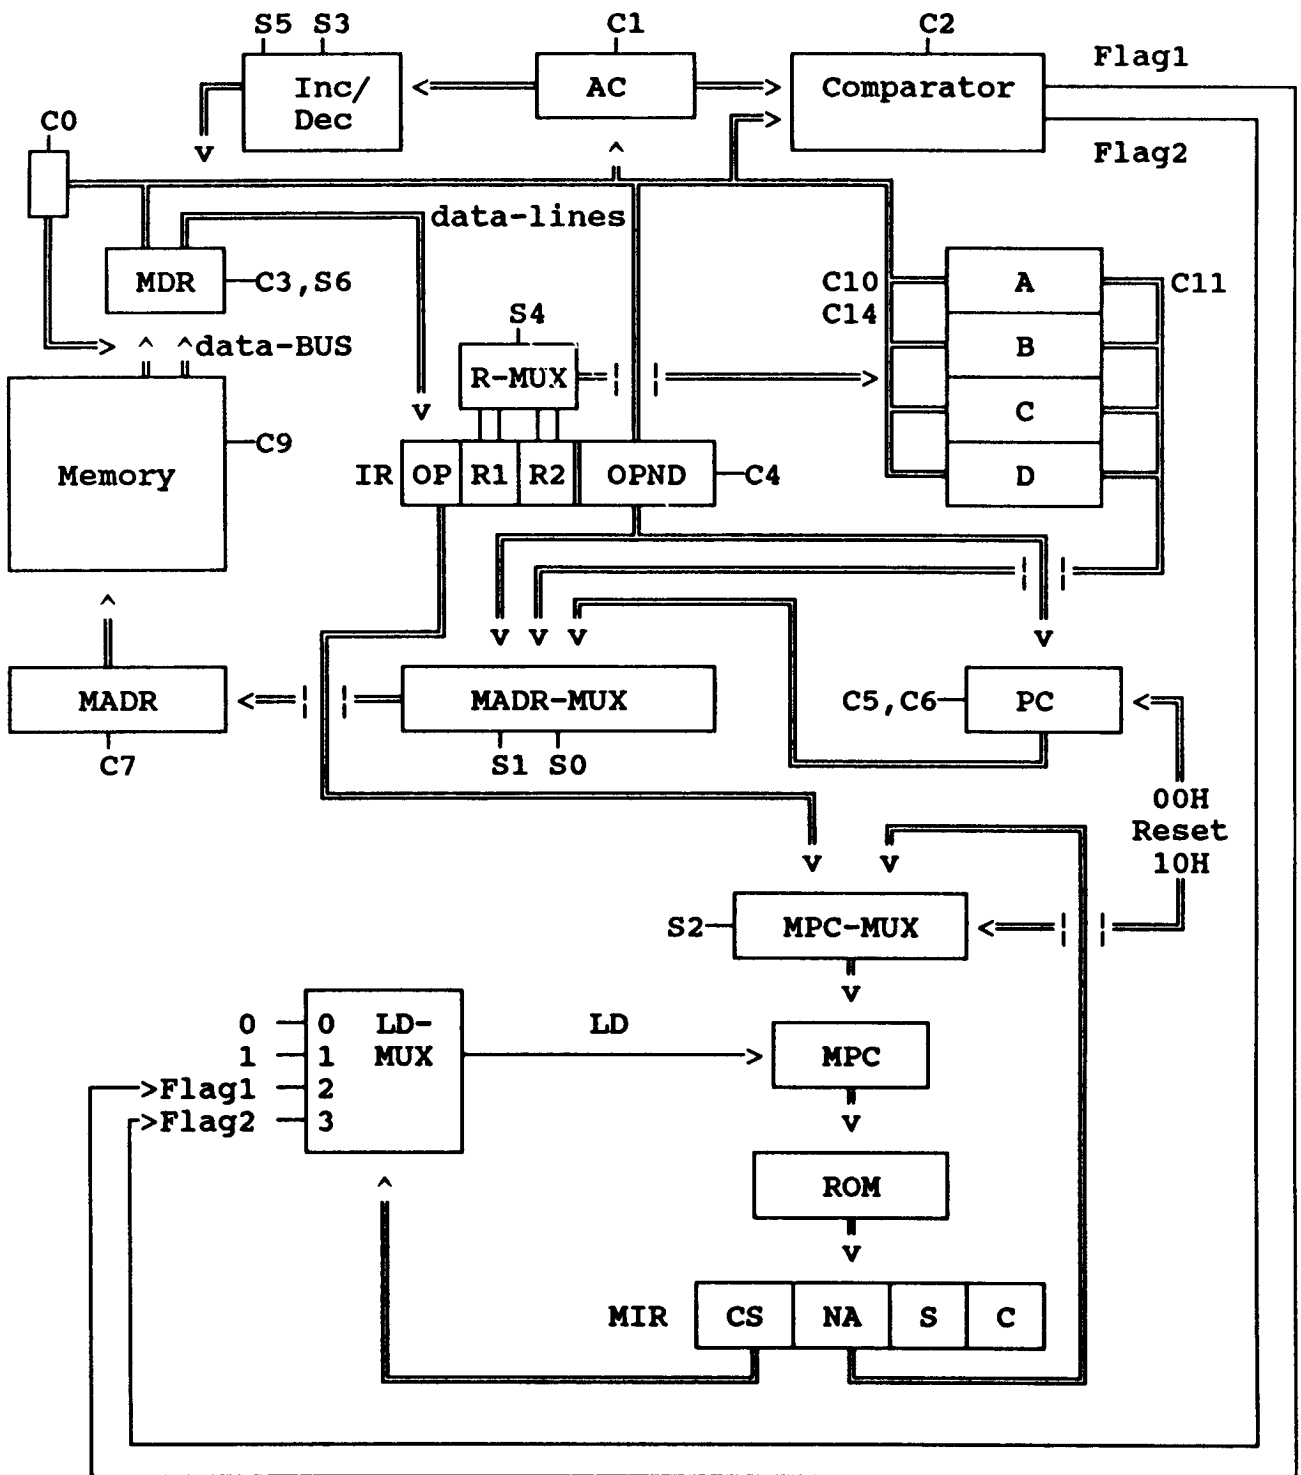 S5 S3 C1 C2
Flag1
Inc/ AC Comparator
Dec
C0
Flag2
data-lines
MDR C3,S6 C10 A C11
C14
S4
data-BUS B
R-MUX
C
C9
Memory IR OP R1 R2 OPND C4 D
MADR MADR-MUX C5,C6 PC
C7 S1 S0
00H
Reset
10H
S2 MPC-MUX
0 0 LD- LD
1 1 MUX MPC
Flag1 2
Flag2 3
ROM
MIR CS NA S C